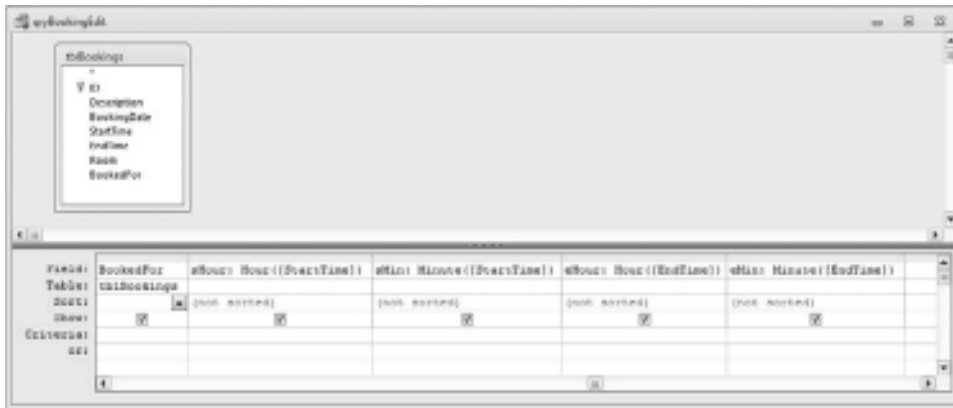 qryBookingEdit
tblBookings
*
ID
Description
BookingDate
StartTime
EndTime
Room
BookedFor
Field: BookedFor sHour: Hour([StartTime]) sMin: Minute([StartTime]) eHour: Hour([EndTime]) eMin: Minute([EndTime])
Table: tblBookings
Sort: (not sorted) (not sorted) (not sorted) (not sorted)
Show:
Criteria:
or: